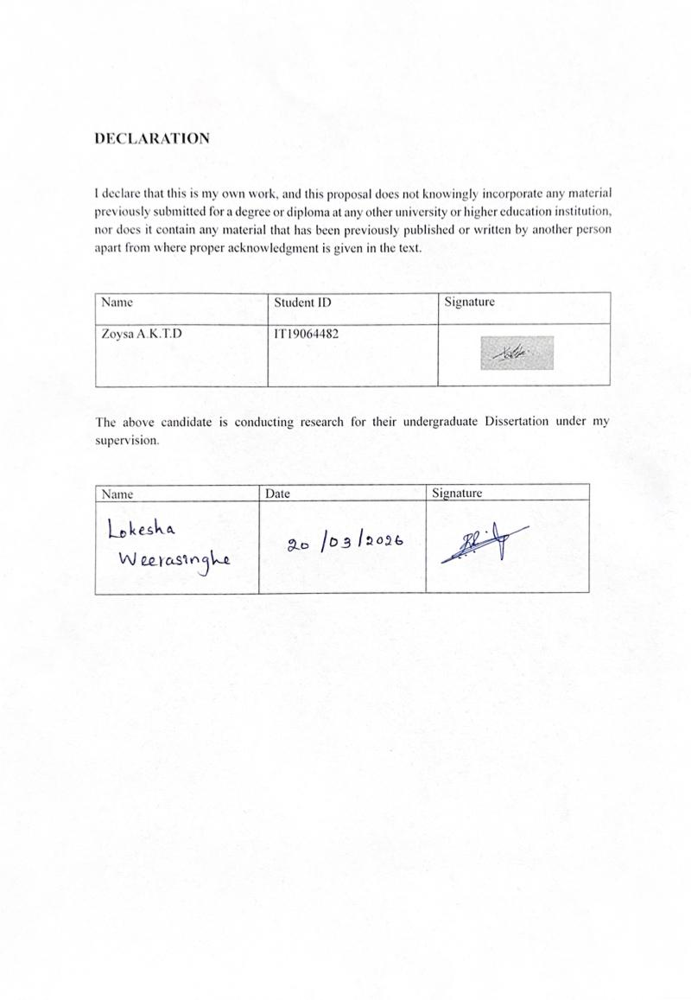 DECLARATION
I declare that this is my own work, and this proposal does not knowingly incorporate any material
previously submitted for a degree or diploma at any other university or higher education institution,
nor does it contain any material that has been previously published or written by another person
apart from where proper acknowledgment is given in the text.
Name Student ID Signature
Zoysa A.K.T.D IT19064482
The above candidate is conducting research for their undergraduate Dissertation under my
supervision.
Name Date Signature
Lokesha
Weerasinghe 20/03/2026